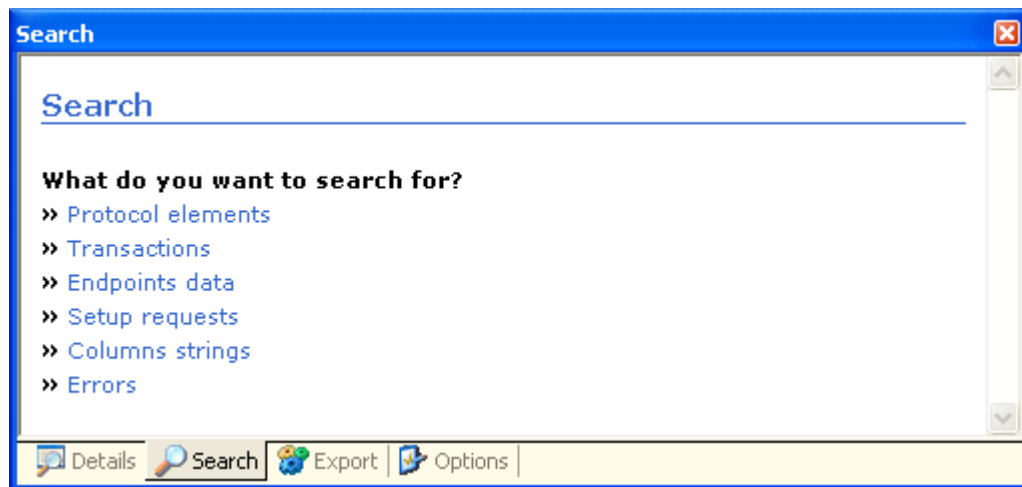 Search
Search
What do you want to search for?
» Protocol elements
» Transactions
» Endpoints data
» Setup requests
» Columns strings
» Errors
Details Search Export Options